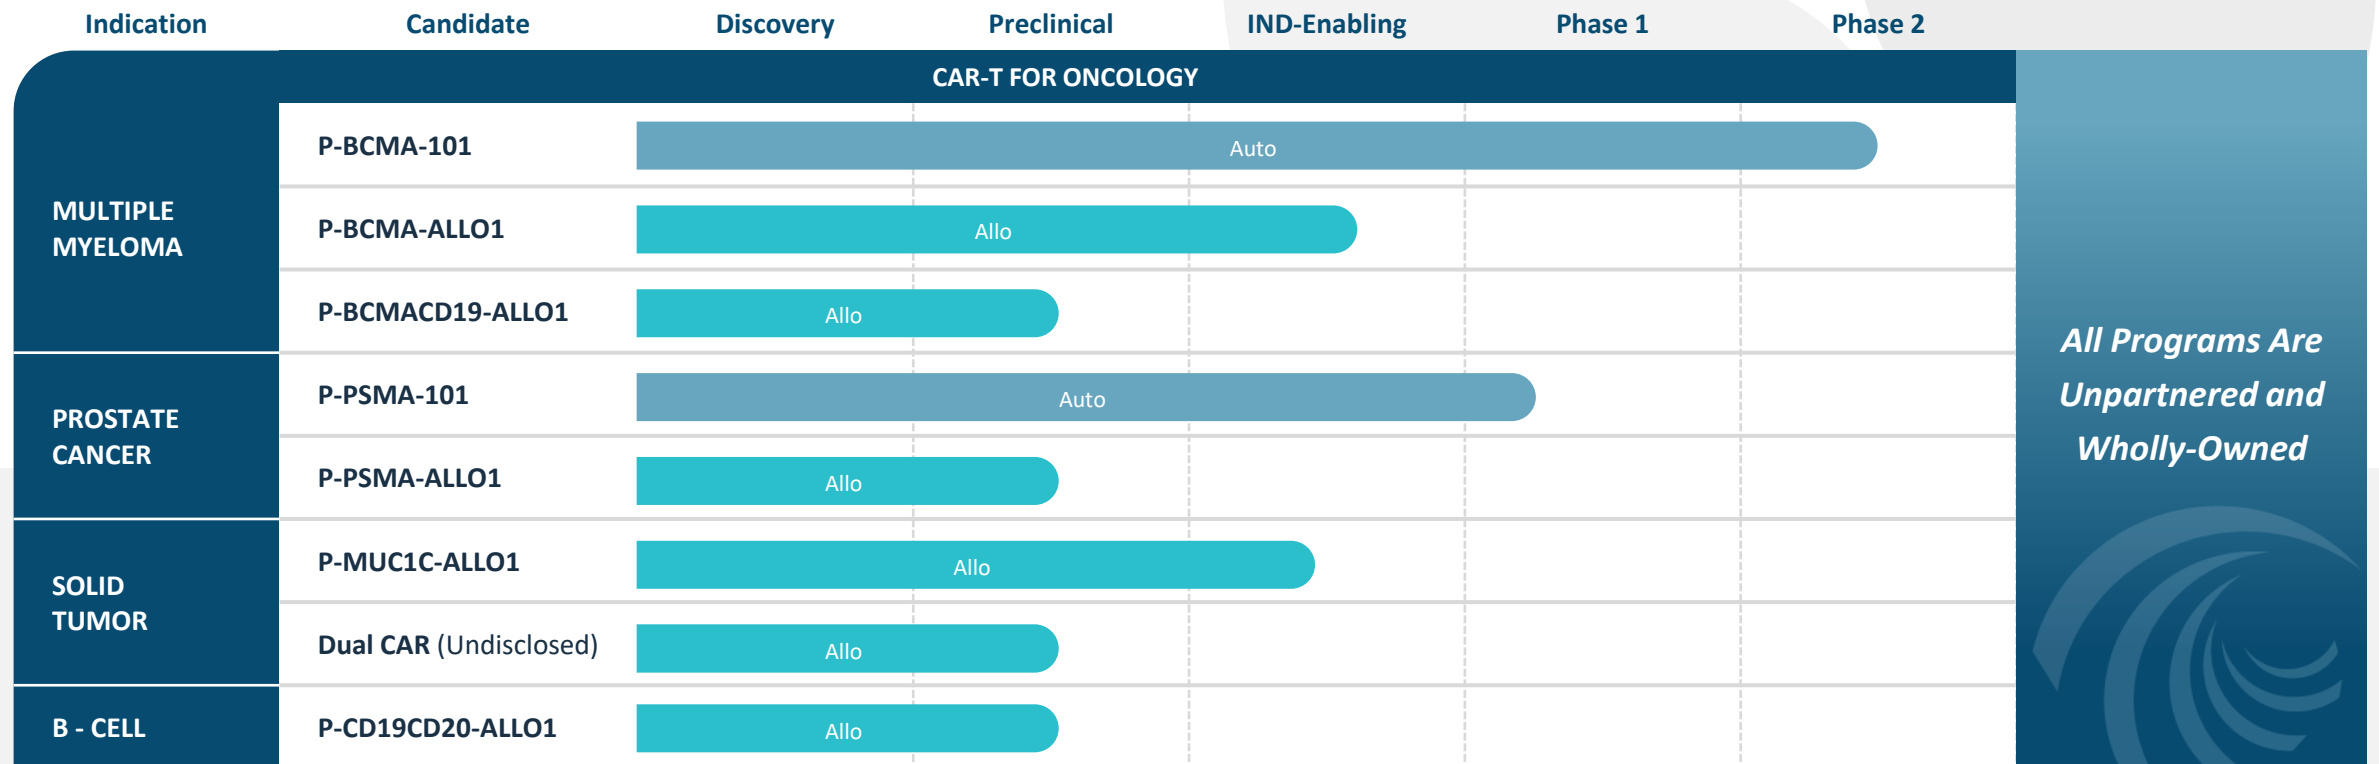 Indication Candidate Discovery Preclinical IND-Enabling Phase 1 Phase 2
CAR-T FOR ONCOLOGY
MULTIPLE
MYELOMA
P-BCMA-101 Auto
P-BCMA-ALLO1 Allo
P-BCMACD19-ALLO1 Allo
PROSTATE
CANCER
P-PSMA-101 Auto
P-PSMA-ALLO1 Allo
SOLID
TUMOR
P-MUC1C-ALLO1 Allo
Dual CAR (Undisclosed) Allo
B - CELL P-CD19CD20-ALLO1 Allo
All Programs Are
Unpartnered and
Wholly-Owned